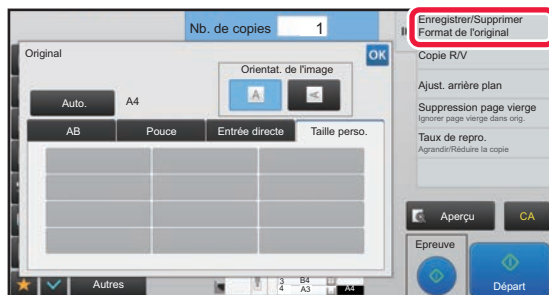 Nb. de copies 1
Enregistrer/Supprimer
Format de l'original
Original
OK
Copie R/V
Orientat. de l'image
A A
Ajust. arrière plan
Auto. A4
Suppression page vierge
Ignorer page vierge dans orig.
AB Pouce Entrée directe Taille perso.
Taux de repro.
Agrandir/Réduire la copie
Aperçu CA
Epreuve
Départ
Autres
3 B4
4 A3 A4